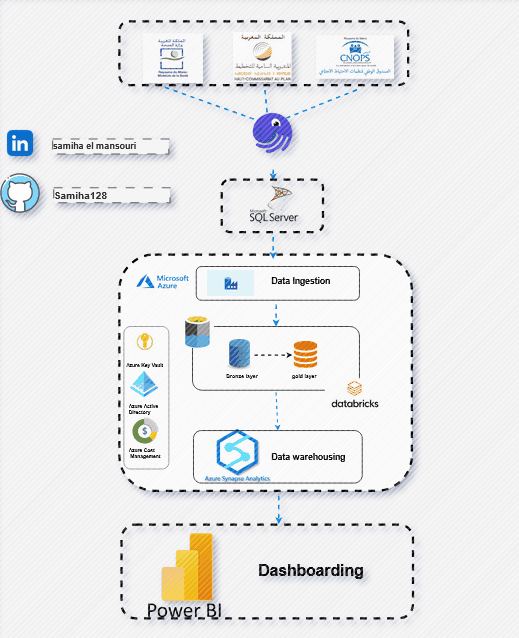 المملكة المغربية
وزارة الصحة
Royaume du Maroc
Ministère de la Santé
المملكة المغربية
المندوبية السامية للتخطيط
HAUT-COMMISSARIAT AU PLAN
Royaume du Maroc
CNOPS
الصندوق الوطني لمنظمات الاحتياط الاجتماعي
in
samiha el mansouri
Samiha128
Microsoft
SQL Server
Microsoft
Azure
Data Ingestion
Azure Key Vault
Azure Active
Directory
Azure Cost
Management
Bronze layer
gold layer
databricks
Data warehousing
Azure Synapse Analytics
Power BI
Dashboarding